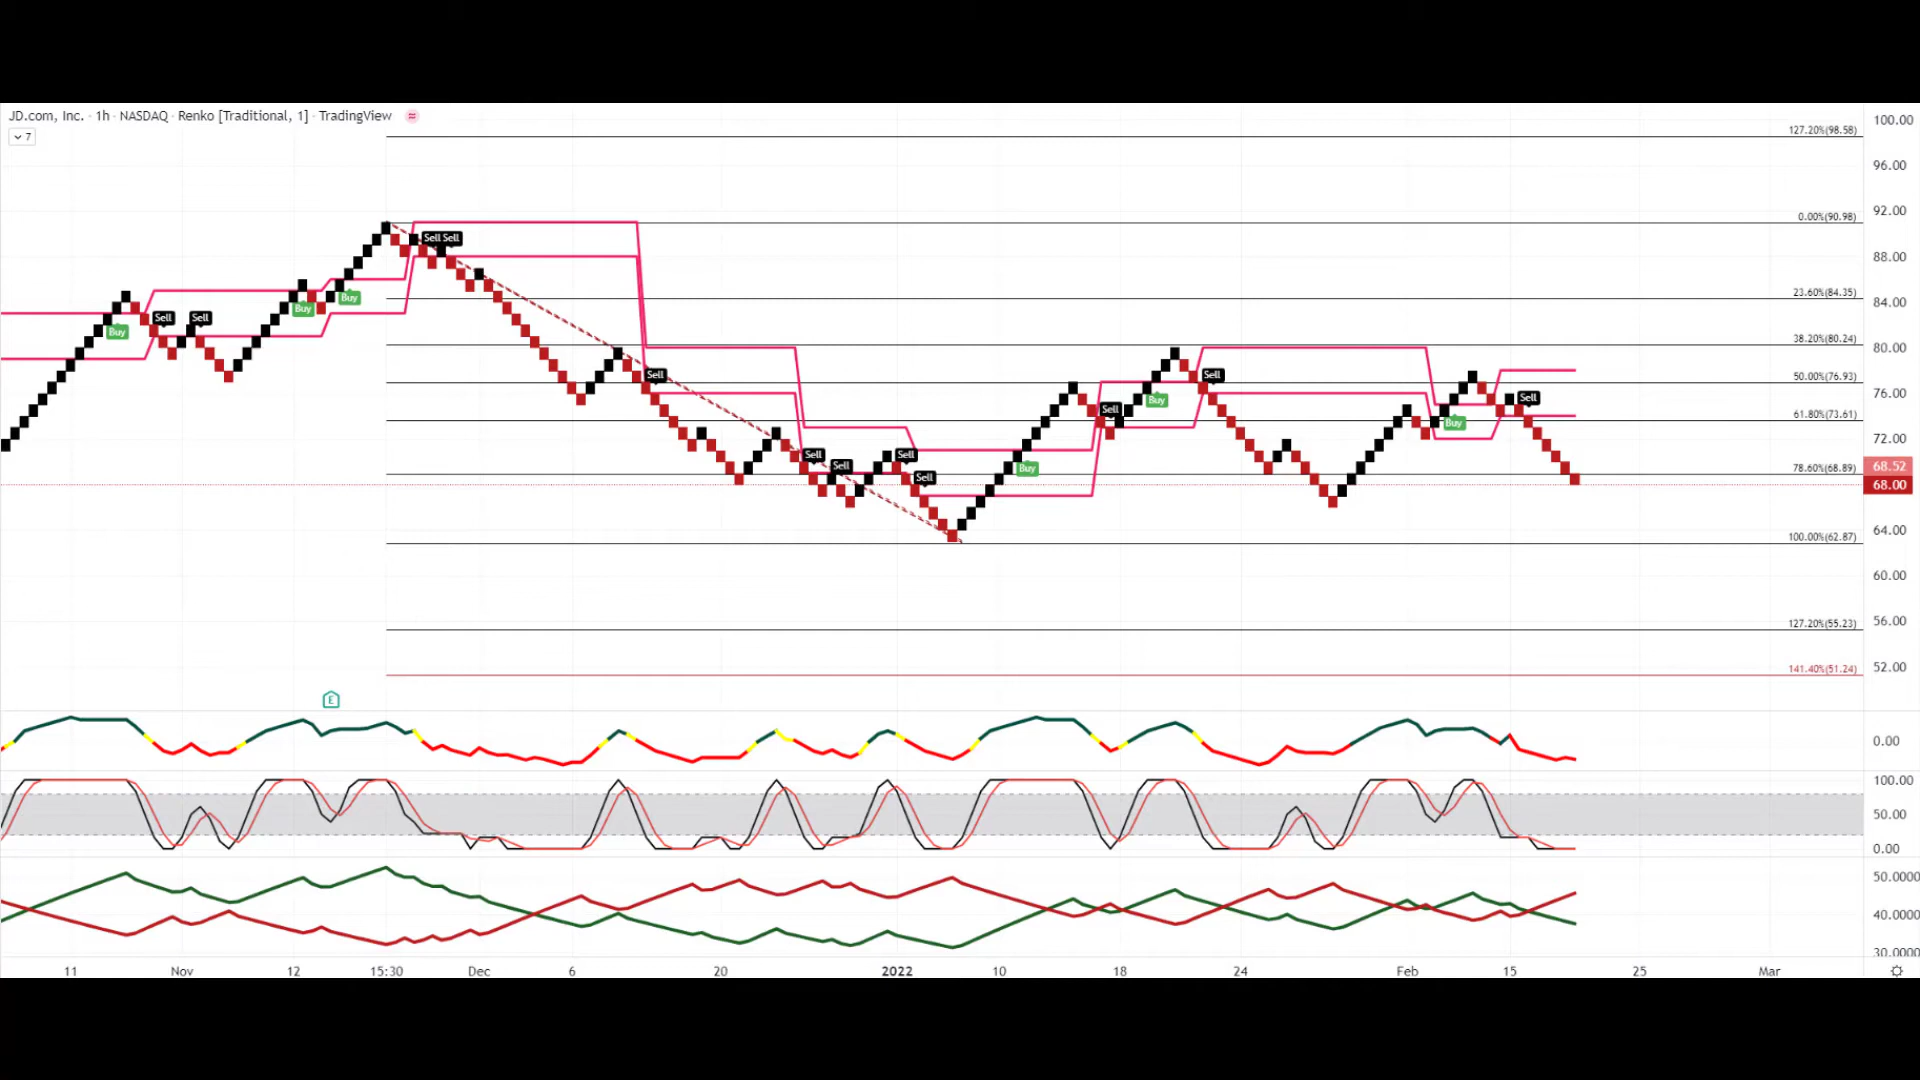 JD.com, Inc. · 1h · NASDAQ · Renko [Traditional, 1] · TradingView
7
100.00
127.20%(98.58)
96.00
92.00
0.00%(90.98)
Sell Sell
88.00
23.60%(84.35)
Buy
84.00
Buy
Sell
Sell
Buy
38.20%(80.24)
80.00
Sell
Sell
50.00%(76.93)
76.00
Buy
Sell
Sell
61.80%(73.61)
Buy
72.00
Sell
Sell
Sell
Buy
78.60%(68.89)
68.52
Sell
68.00
64.00
100.00%(62.87)
60.00
127.20%(55.23)
56.00
141.40%(51.24)
52.00
E
0.00
100.00
50.00
0.00
50.0000
40.0000
30.0000
11
Nov
12
15:30
Dec
6
20
2022
10
18
24
Feb
15
25
Mar